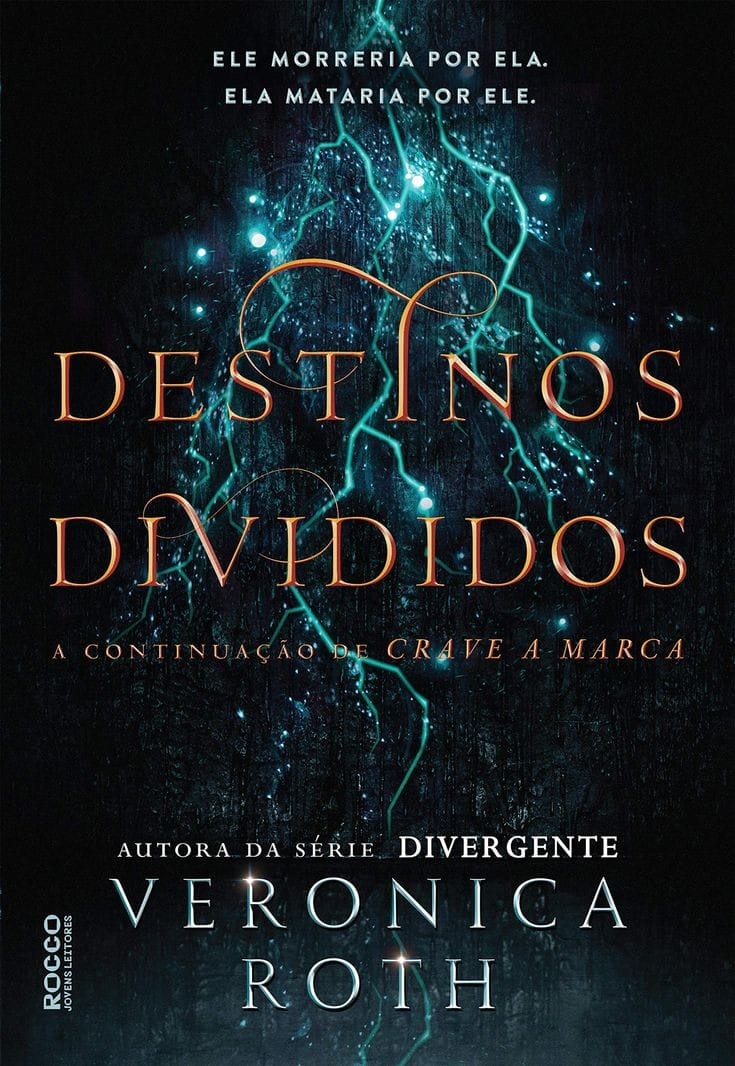 ELE MORRERIA POR ELA.
ELA MATARIA POR ELE.
DESTINOS
DIVIDIDOS
A CONTINUAÇÃO DE CRAVE A MARCA
AUTORA DA SÉRIE DIVERGENTE
VERONICA
ROTH
ROCCO
JOVENS LEITORES